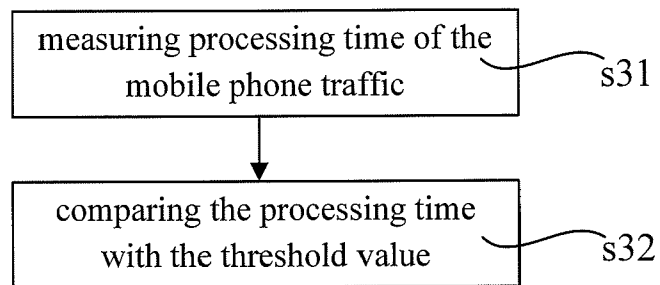 measuring processing time of the
mobile phone traffic
s31
comparing the processing time
with the threshold value
s32